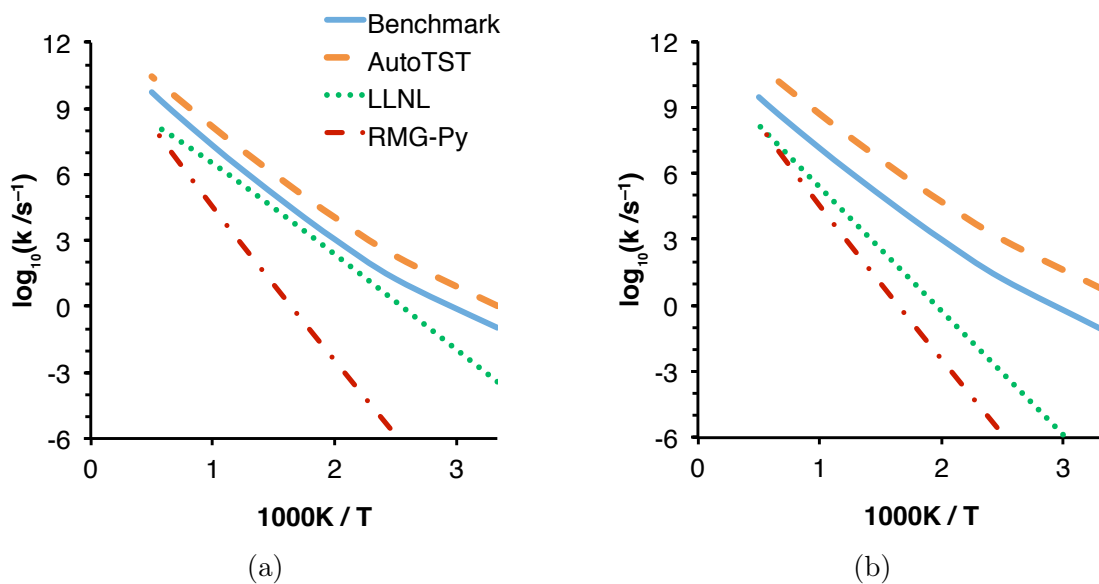 Benchmark
AutoTST
LLNL
RMG-Py
12
9
6
3
0
-3
-6
log₁₀(k /s⁻¹)
0
1
2
3
1000K / T
(a)
12
9
6
3
0
-3
-6
log₁₀(k /s⁻¹)
0
1
2
3
1000K / T
(b)